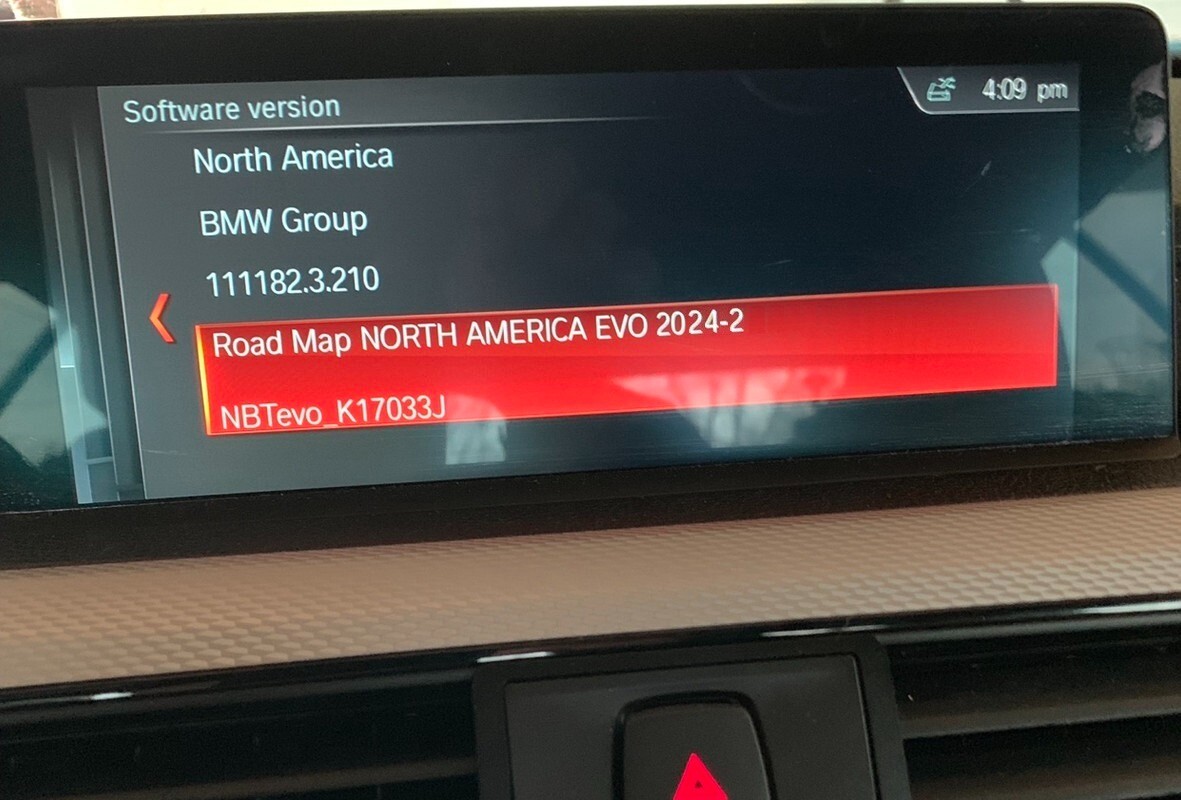 Software version
4:09 pm
North America
BMW Group
111182.3.210
Road Map NORTH AMERICA EVO 2024-2
NBTevo_K17033J